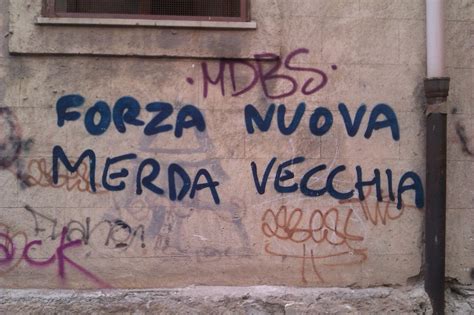 ·MDBS·
FORZA NUOVA
MERDA VECCHIA